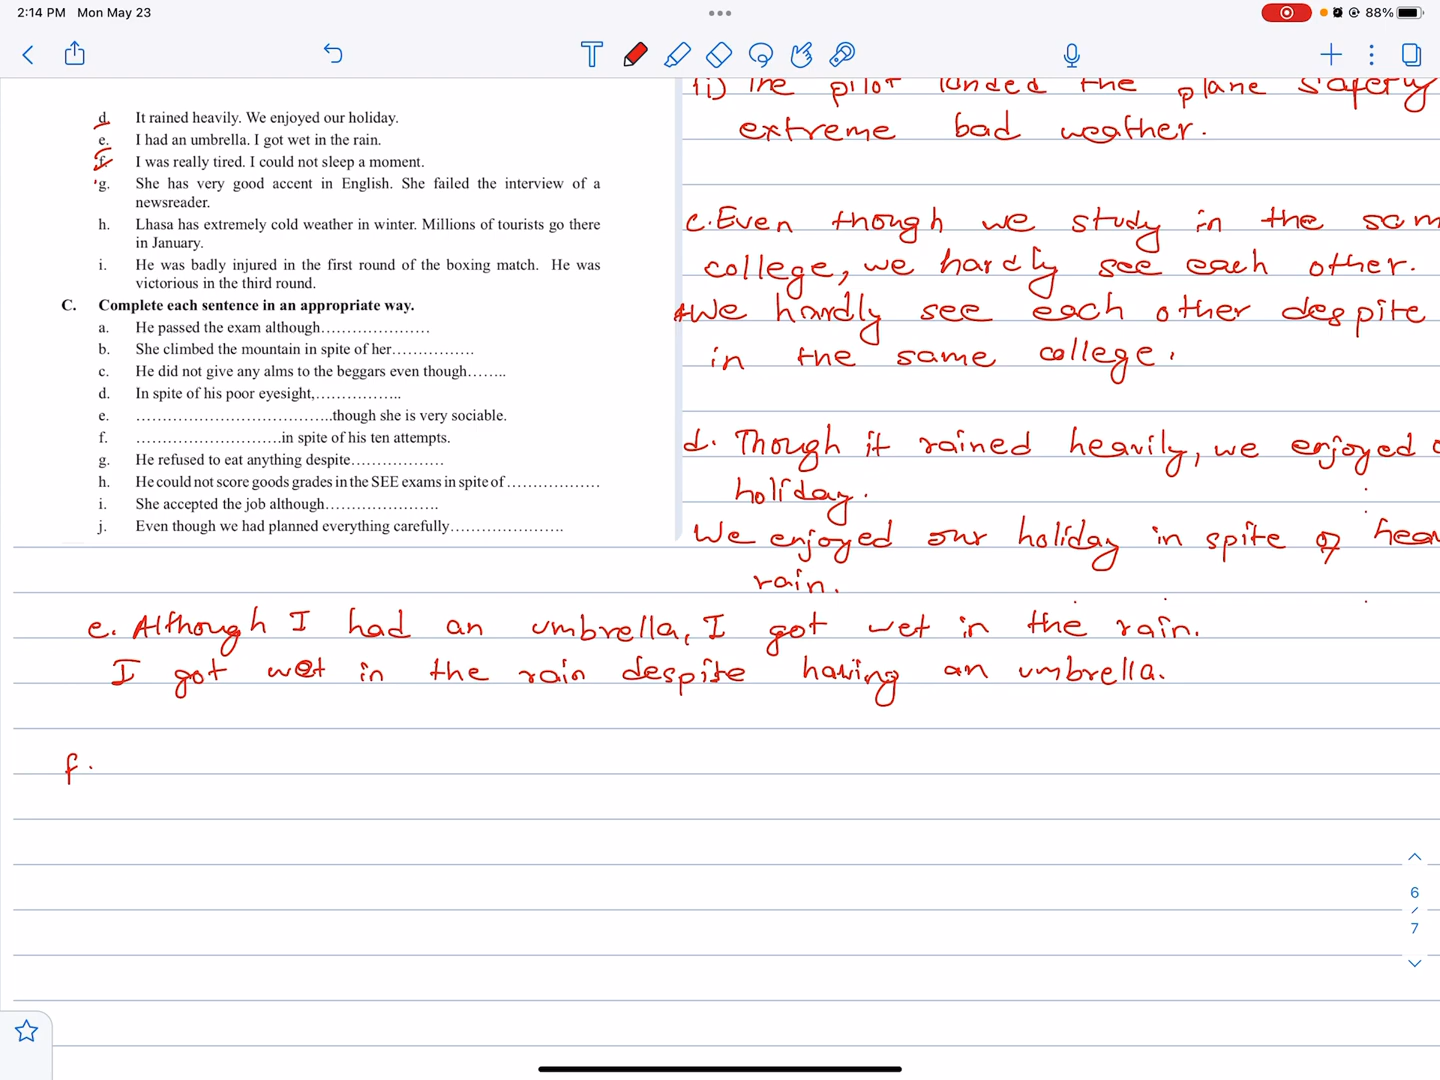 2:14 PM Mon May 23
88%
d. It rained heavily. We enjoyed our holiday.
e. I had an umbrella. I got wet in the rain.
f. I was really tired. I could not sleep a moment.
g. She has very good accent in English. She failed the interview of a
newsreader.
h. Lhasa has extremely cold weather in winter. Millions of tourists go there
in January.
i. He was badly injured in the first round of the boxing match. He was
victorious in the third round.
C. Complete each sentence in an appropriate way.
a. He passed the exam although.....................
b. She climbed the mountain in spite of her...............
c. He did not give any alms to the beggars even though........
d. In spite of his poor eyesight,................
e. ....................................though she is very sociable.
f. ...........................in spite of his ten attempts.
g. He refused to eat anything despite.................
h. He could not score goods grades in the SEE exams in spite of .................
i. She accepted the job although.....................
j. Even though we had planned everything carefully.....................
ii) The pilot landed the plane safety
extreme bad weather.
c. Even though we study in the sam
college, we hardly see each other.
We hardly see each other despite
in the same college.
d. Though it rained heavily, we enjoyed o
holiday.
We enjoyed our holiday in spite of heav
rain.
e. Although I had an umbrella, I got wet in the rain.
I got wet in the rain despite having an umbrella.
f.
6
/
7